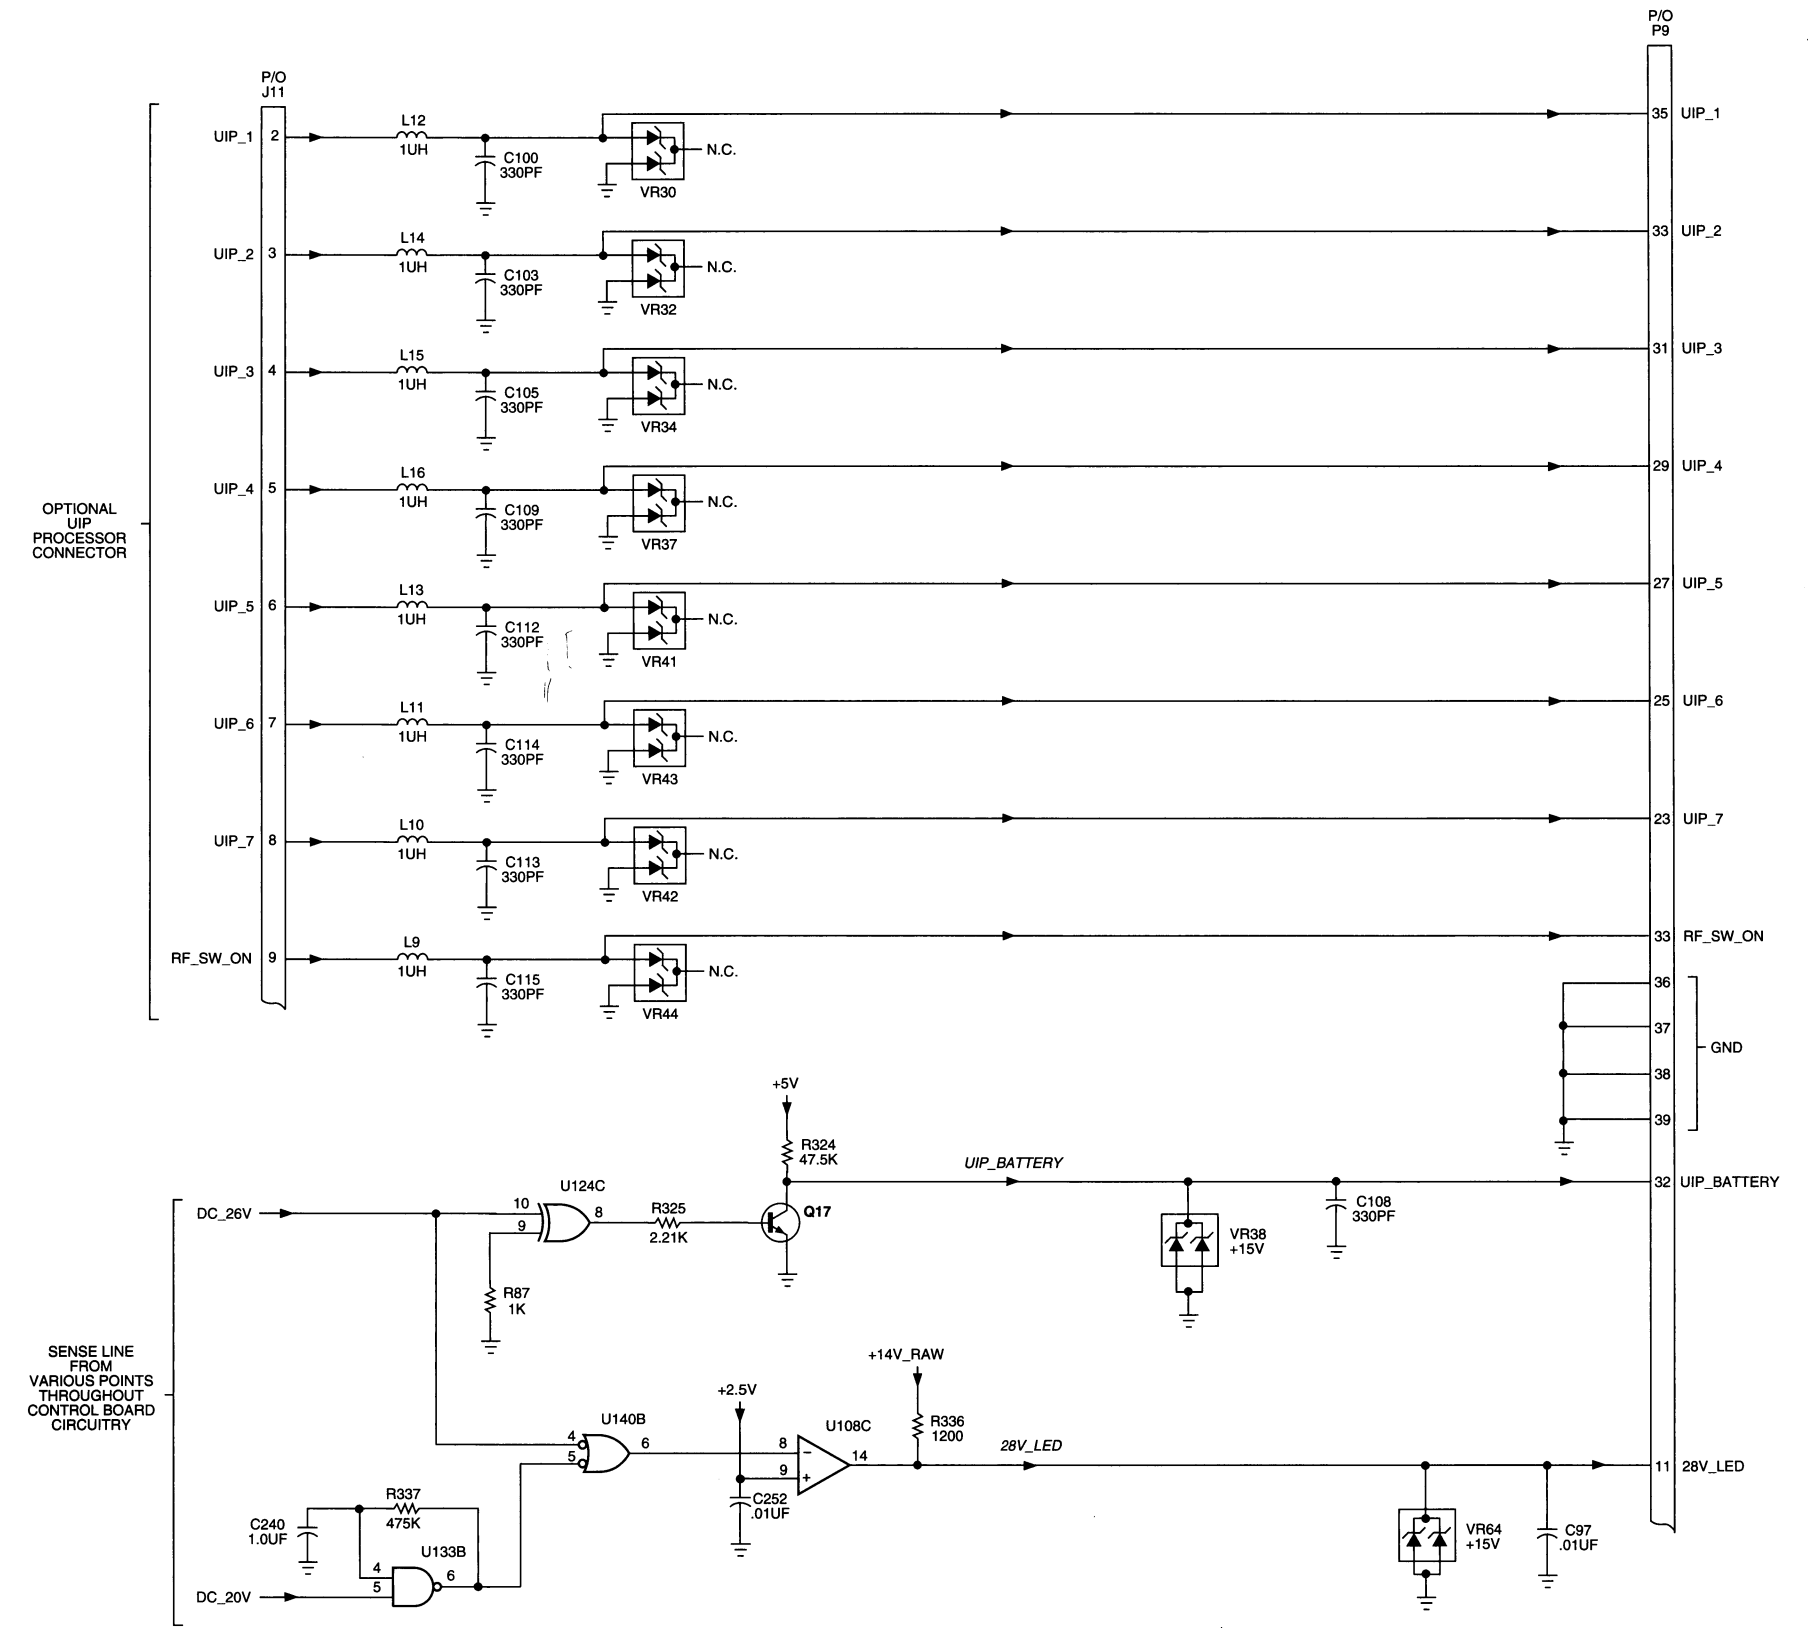 P/O
P9
P/O
J11
UIP_1 2
L12
1UH
C100
330PF
N.C.
VR30
35 UIP_1
UIP_2 3
L14
1UH
C103
330PF
N.C.
VR32
33 UIP_2
UIP_3 4
L15
1UH
C105
330PF
N.C.
VR34
31 UIP_3
UIP_4 5
L16
1UH
C109
330PF
N.C.
VR37
29 UIP_4
OPTIONAL
UIP
PROCESSOR
CONNECTOR
UIP_5 6
L13
1UH
C112
330PF
N.C.
VR41
27 UIP_5
UIP_6 7
L11
1UH
C114
330PF
N.C.
VR43
25 UIP_6
UIP_7 8
L10
1UH
C113
330PF
N.C.
VR42
23 UIP_7
RF_SW_ON 9
L9
1UH
C115
330PF
N.C.
VR44
33 RF_SW_ON
36
37
GND
38
39
+5V
R324
47.5K
UIP_BATTERY
32 UIP_BATTERY
DC_26V
10
9
U124C
8
R325
2.21K
Q17
VR38
+15V
C108
330PF
R87
1K
SENSE LINE
FROM
VARIOUS POINTS
THROUGHOUT
CONTROL BOARD
CIRCUITRY
+14V_RAW
+2.5V
R336
1200
U140B
4
5
6
U108C
8
9
-
+
14
28V_LED
11 28V_LED
C252
.01UF
R337
475K
C240
1.0UF
U133B
4
5
6
DC_20V
VR64
+15V
C97
.01UF